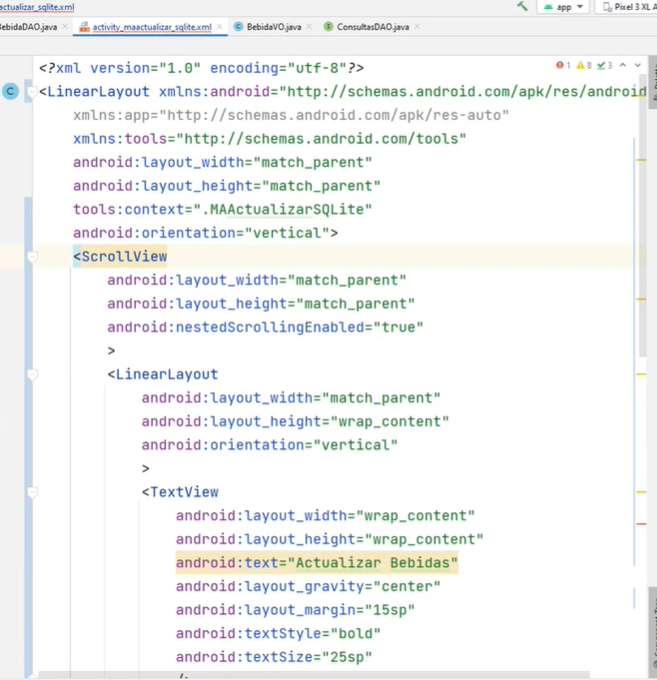 actualizar_sqlite.xml
app
Pixel 3 XL A
BebidaDAO.java
activity_maactualizar_sqlite.xml
BebidaVO.java
ConsultasDAO.java
1 8 3
<?xml version="1.0" encoding="utf-8"?>
C
<LinearLayout xmlns:android="http://schemas.android.com/apk/res/android
xmlns:app="http://schemas.android.com/apk/res-auto"
xmlns:tools="http://schemas.android.com/tools"
android:layout_width="match_parent"
android:layout_height="match_parent"
tools:context=".MAActualizarSQLite"
android:orientation="vertical">
<ScrollView
android:layout_width="match_parent"
android:layout_height="match_parent"
android:nestedScrollingEnabled="true"
>
<LinearLayout
android:layout_width="match_parent"
android:layout_height="wrap_content"
android:orientation="vertical"
>
<TextView
android:layout_width="wrap_content"
android:layout_height="wrap_content"
android:text="Actualizar Bebidas"
android:layout_gravity="center"
android:layout_margin="15sp"
android:textStyle="bold"
android:textSize="25sp"
/>